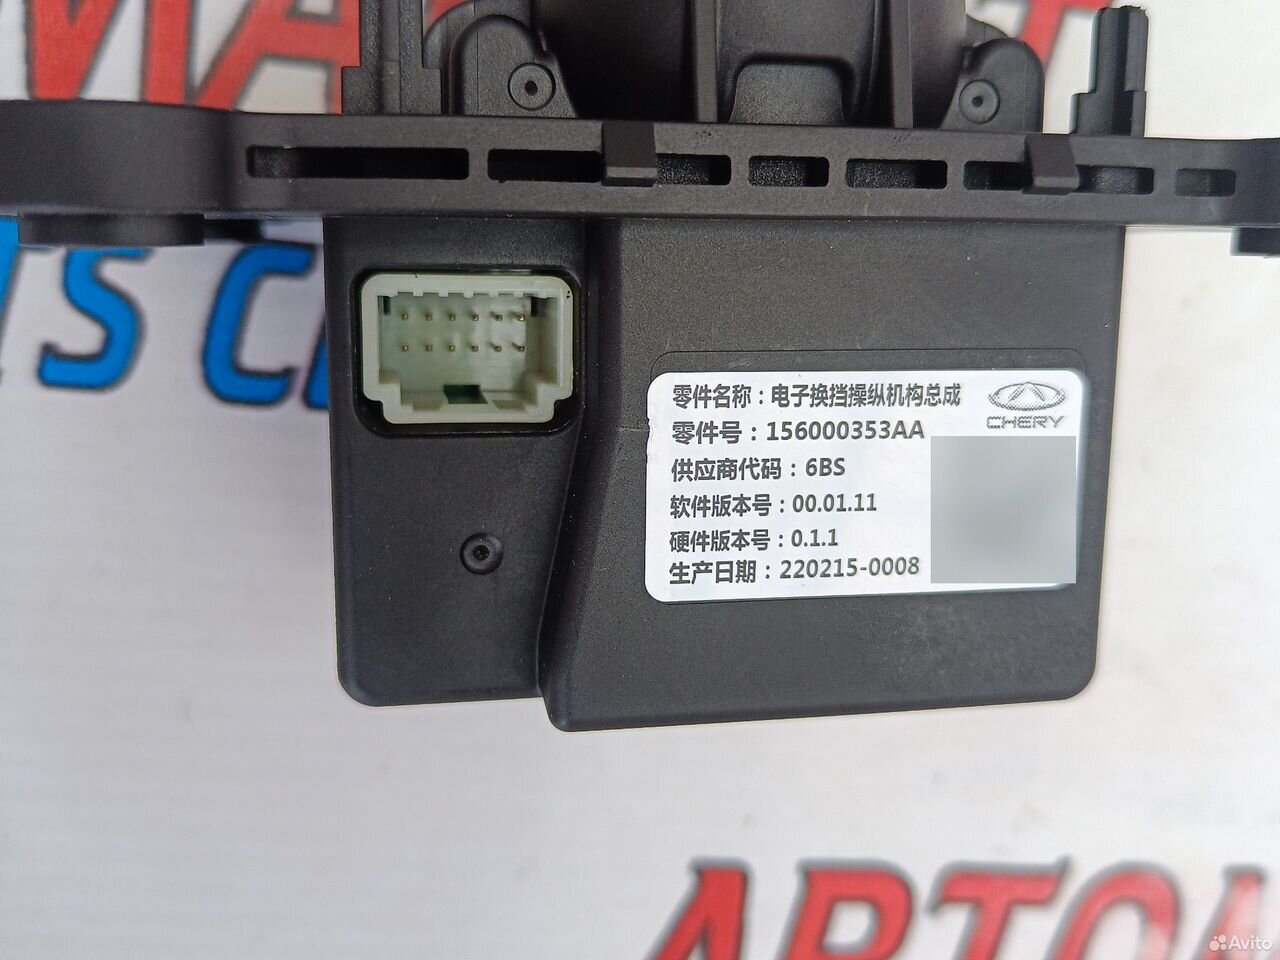 零件名称：电子换挡操纵机构总成
CHERY
零件号：156000353AA
供应商代码：6BS
软件版本号：00.01.11
硬件版本号：0.1.1
生产日期：220215-0008
Avito